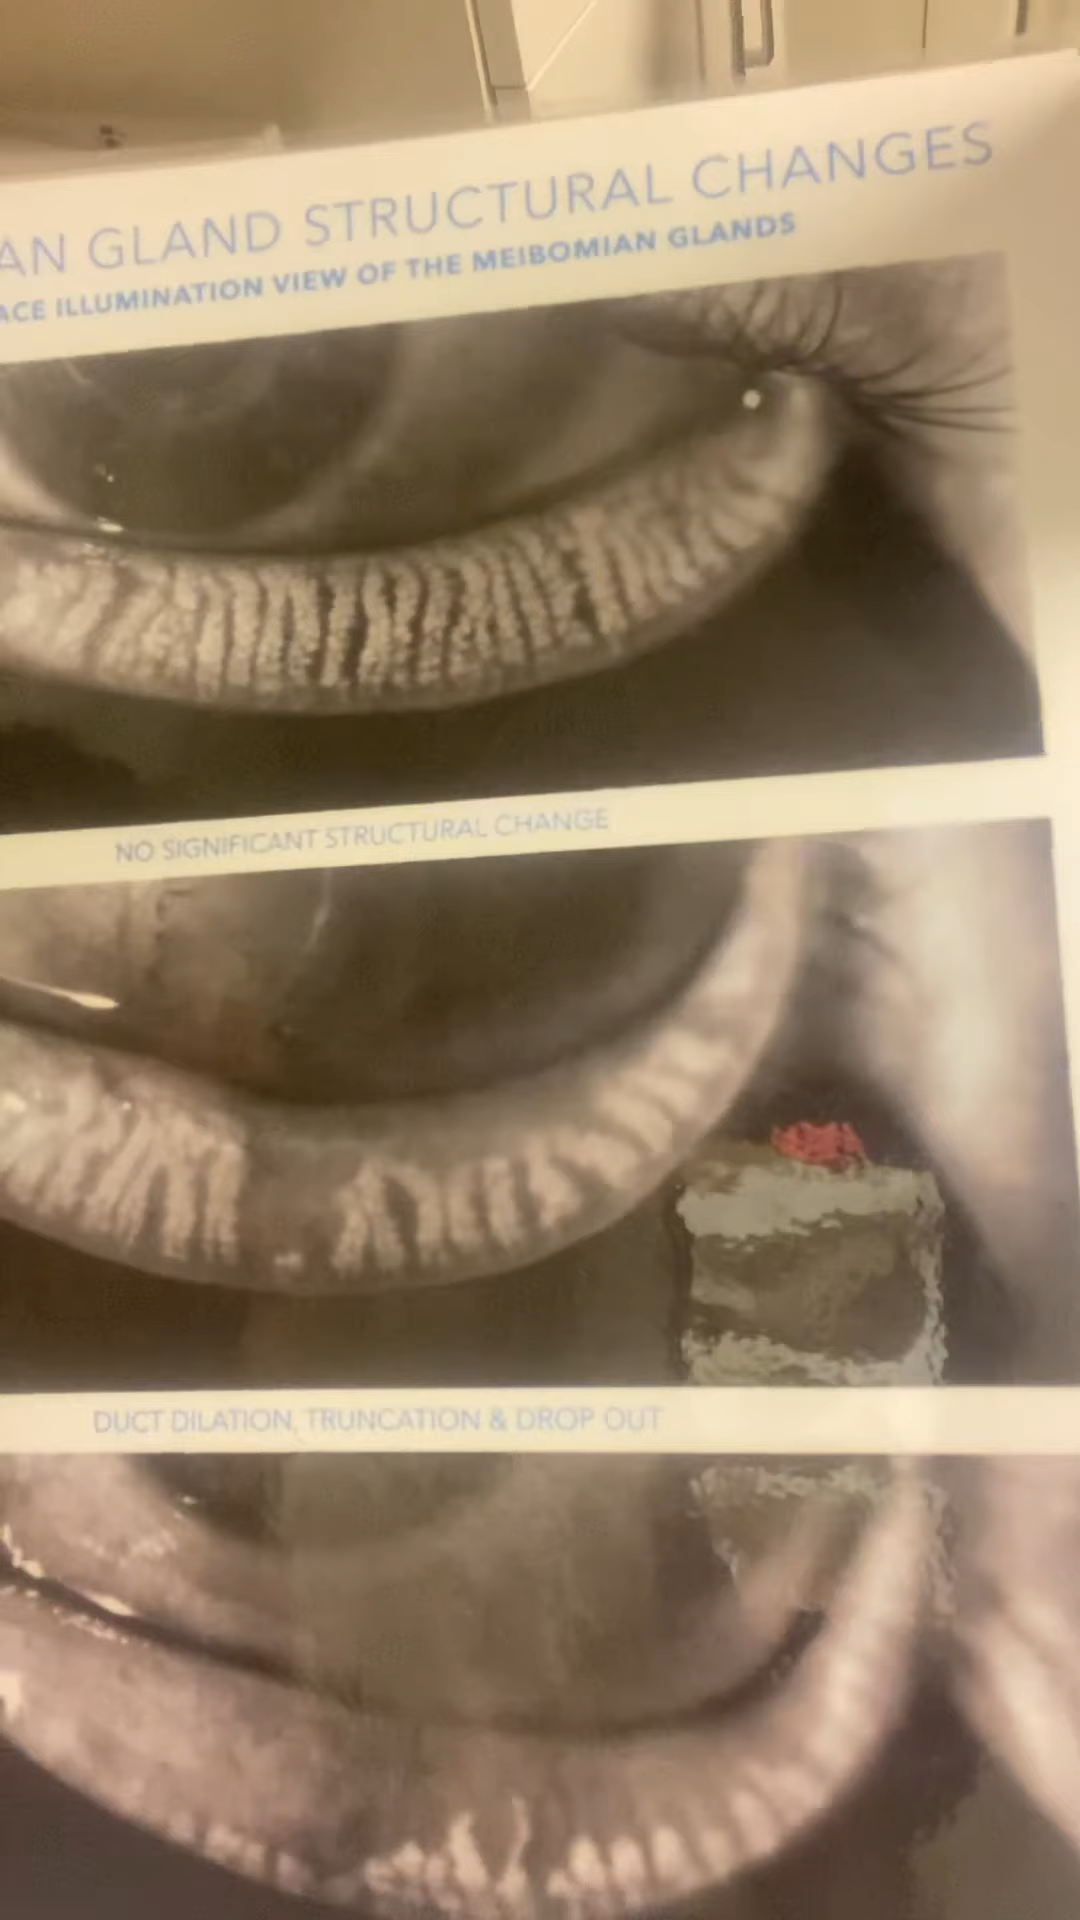 AN GLAND STRUCTURAL CHANGES
ACE ILLUMINATION VIEW OF THE MEIBOMIAN GLANDS
NO SIGNIFICANT STRUCTURAL CHANGE
DUCT DILATION, TRUNCATION & DROP OUT